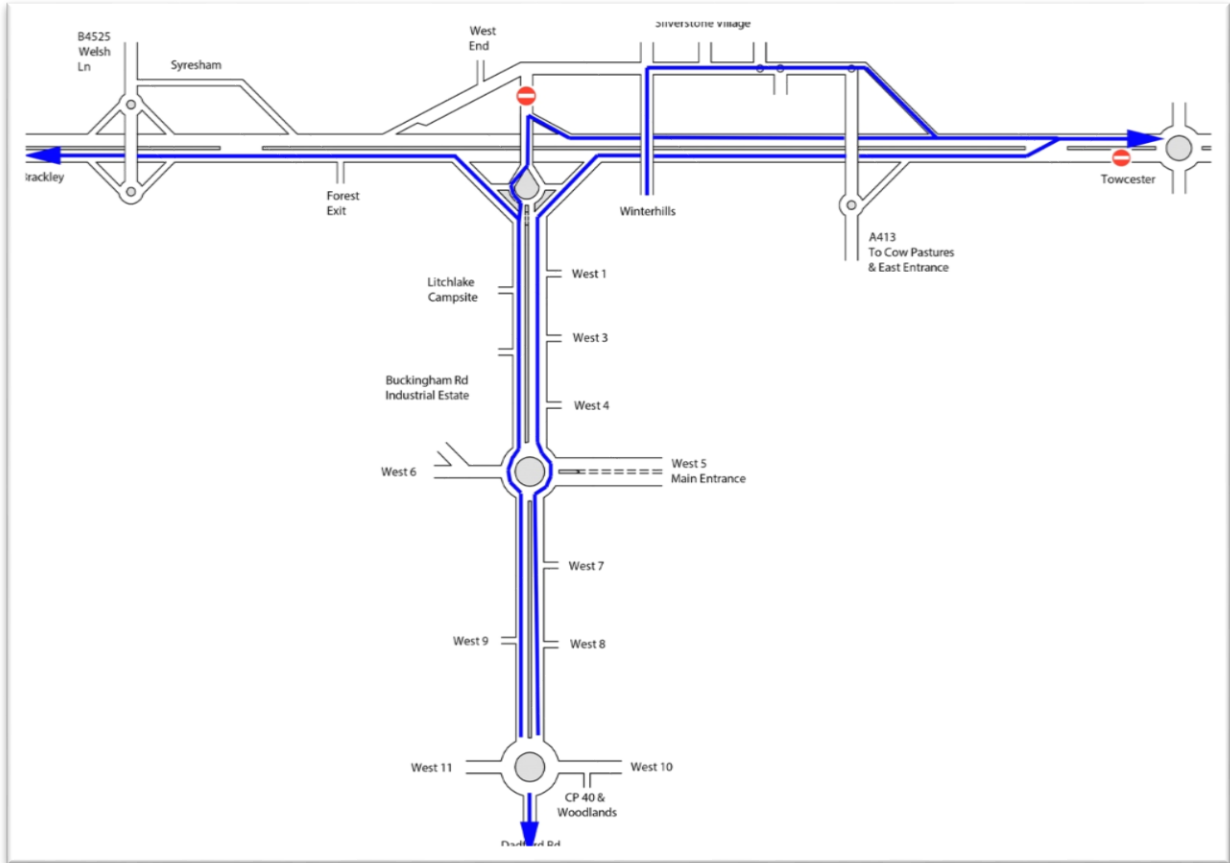 Silverstone Village
West
End
B4525
Welsh
Ln
Syresham
Brackley
Forest
Exit
Winterhills
Towcester
A413
To Cow Pastures
& East Entrance
Litchlake
Campsite
West 1
West 3
Buckingham Rd
Industrial Estate
West 4
West 6
West 5
Main Entrance
West 7
West 9
West 8
West 11
West 10
CP 40 &
Woodlands
Dadford Rd